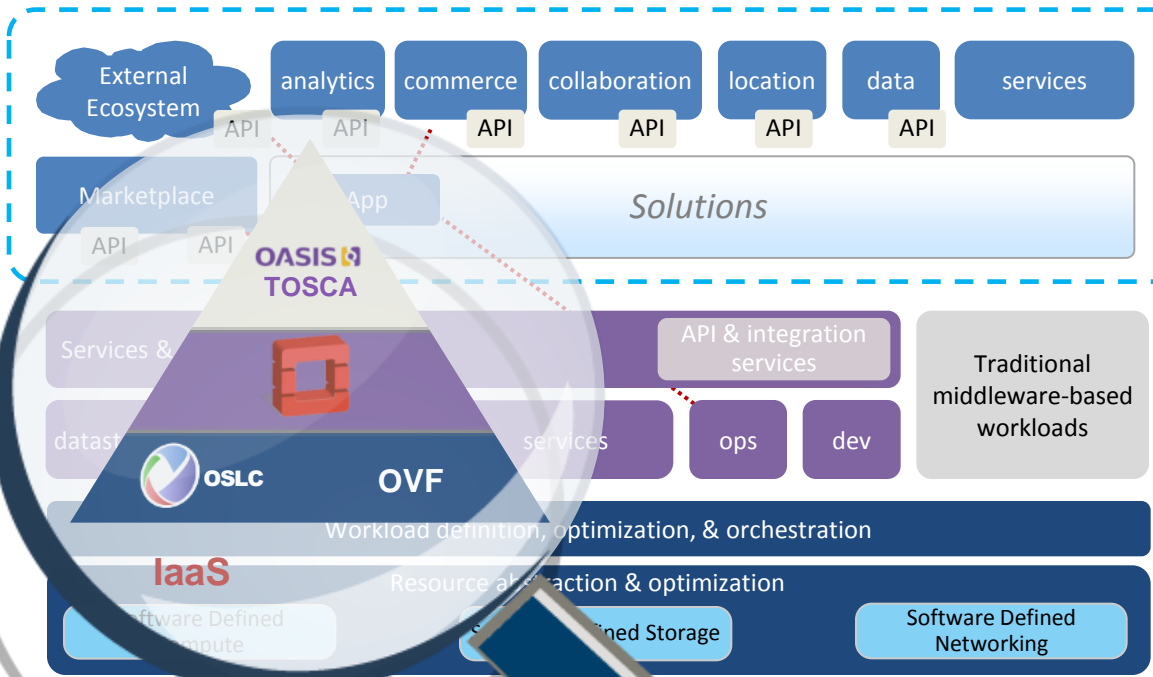 External
Ecosystem
analytics
commerce
collaboration
location
data
services
API
API
API
API
API
API
Marketplace
App
Solutions
API
API
OASIS
TOSCA
Services &
API & integration
services
Traditional
middleware-based
workloads
datast
services
ops
dev
OSLC
OVF
Workload definition, optimization, & orchestration
IaaS
Resource abstraction & optimization
Software Defined
Compute
fined Storage
Software Defined
Networking